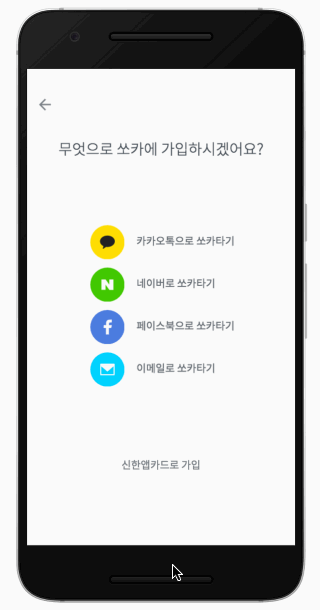 무엇으로 쏘카에 가입하시겠어요?
카카오톡으로 쏘카타기
N
네이버로 쏘카타기
f
페이스북으로 쏘카타기
이메일로 쏘카타기
신한앱카드로 가입